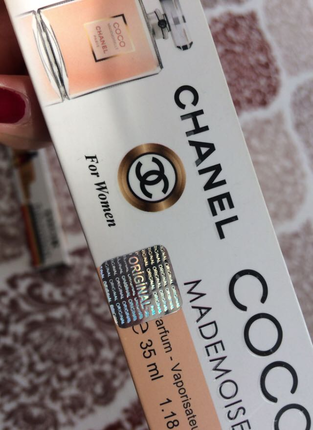 COCO
CHANEL
CHANEL
For Women
ORIGINAL
COCO
MADEMOISE
arfum - Vaporisateu
35 ml 1.18